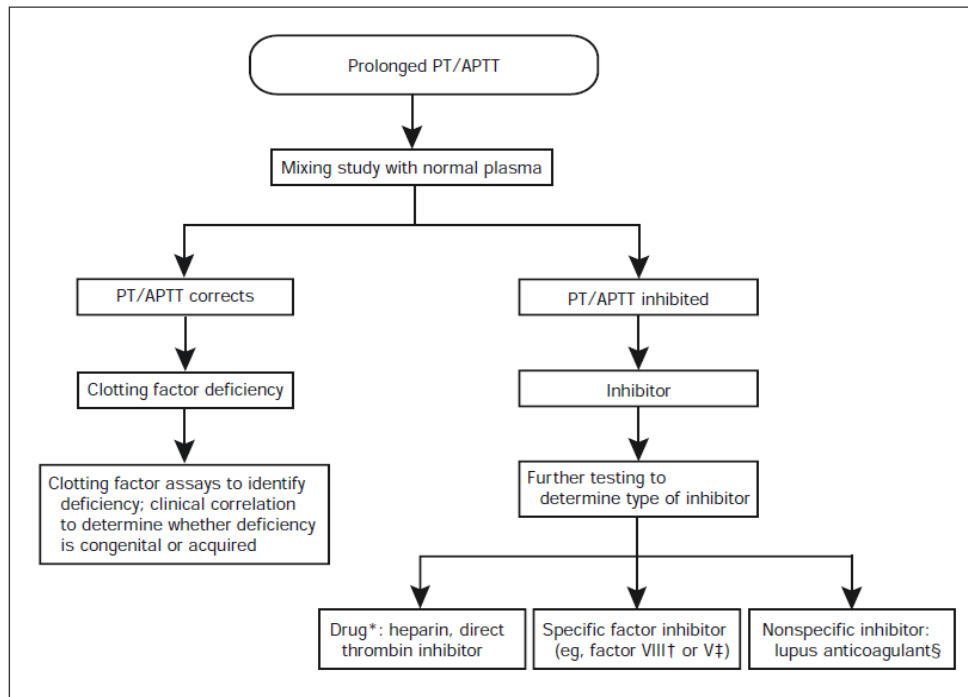 Prolonged PT/APTT
Mixing study with normal plasma
PT/APTT corrects
PT/APTT inhibited
Clotting factor deficiency
Inhibitor
Clotting factor assays to identify
deficiency; clinical correlation
to determine whether deficiency
is congenital or acquired
Further testing to
determine type of inhibitor
Drug*: heparin, direct
thrombin inhibitor
Specific factor inhibitor
(eg, factor VIII† or V‡)
Nonspecific inhibitor:
lupus anticoagulant§